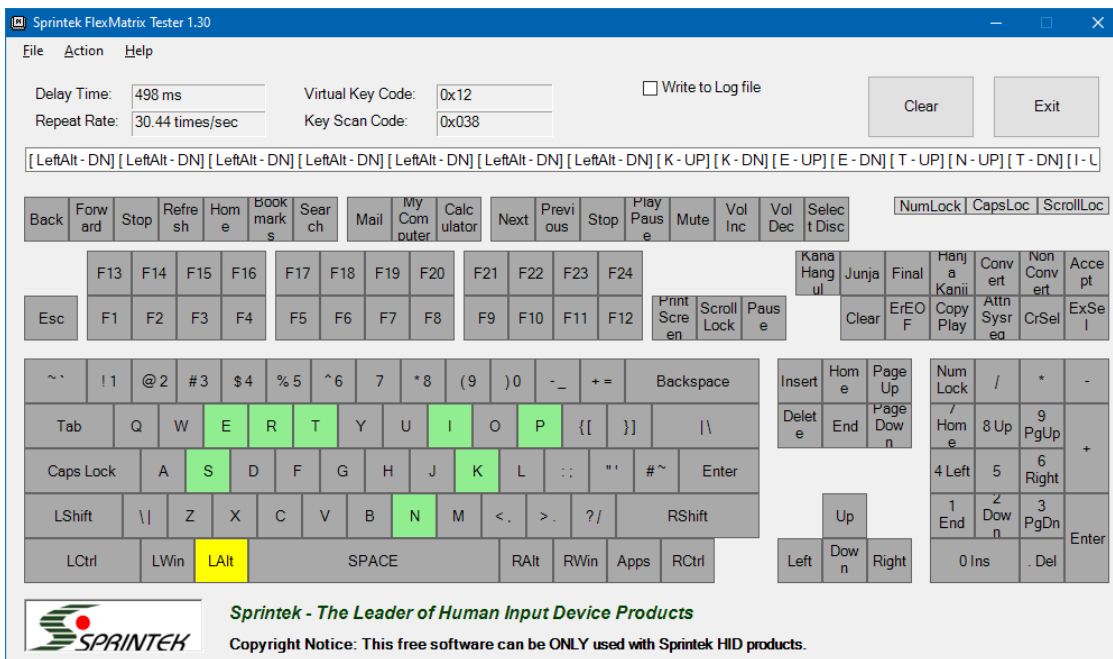 Sprintek FlexMatrix Tester 1.30
File Action Help
Delay Time: 498 ms Virtual Key Code: 0x12 Write to Log file Clear Exit
Repeat Rate: 30.44 times/sec Key Scan Code: 0x038
[ LeftAlt - DN] [ LeftAlt - DN] [ LeftAlt - DN] [ LeftAlt - DN] [ LeftAlt - DN] [ LeftAlt - DN] [ LeftAlt - DN] [ K - UP] [ K - DN] [ E - UP] [ E - DN] [ T - UP] [ N - UP] [ T - DN] [ I - U
Back Forward Stop Refresh Home Bookmarks Search Mail My Computer Calculator Next Previous Stop Play Pause Mute Vol Inc Vol Dec Select Disc NumLock CapsLoc ScrollLoc
F13 F14 F15 F16 F17 F18 F19 F20 F21 F22 F23 F24 Kana Hangul Junja Final Hanja Kanji Convert Non Convert Accept
Esc F1 F2 F3 F4 F5 F6 F7 F8 F9 F10 F11 F12 Print Screen Scroll Lock Pause Clear ErEOF Copy Play Attn Sysreq CrSel ExSel
~ ` ! 1 @ 2 # 3 $ 4 % 5 ^ 6 7 * 8 ( 9 ) 0 - _ + = Backspace Insert Home Page Up Num Lock / * -
Tab Q W E R T Y U I O P { [ } ] | \ Delete End Page Down 7 Home 8 Up 9 PgUp +
Caps Lock A S D F G H J K L : ; " ' # ~ Enter 4 Left 5 6 Right
LShift \ | Z X C V B N M < , > . ? / RShift Up 1 End 2 Down 3 PgDn Enter
LCtrl LWin LAlt SPACE RAlt RWin Apps RCtrl Left Down Right 0 Ins . Del
SPRINTEK
Sprintek - The Leader of Human Input Device Products
Copyright Notice: This free software can be ONLY used with Sprintek HID products.